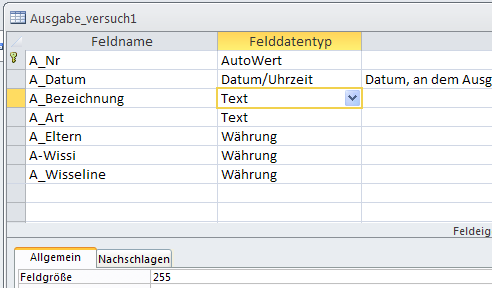 Ausgabe_versuch1
Feldname Felddatentyp
A_Nr AutoWert
A_Datum Datum/Uhrzeit Datum, an dem Ausg
A_Bezeichnung Text
A_Art Text
A_Eltern Währung
A-Wissi Währung
A_Wisseline Währung
Feldeig
Allgemein Nachschlagen
Feldgröße 255